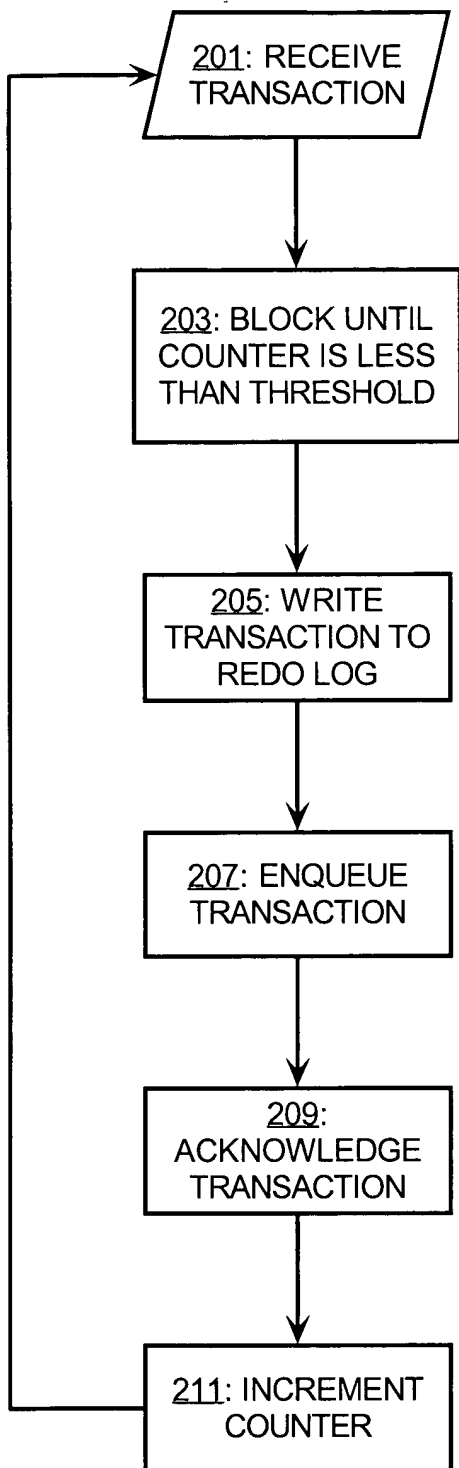 201: RECEIVE
TRANSACTION
203: BLOCK UNTIL
COUNTER IS LESS
THAN THRESHOLD
205: WRITE
TRANSACTION TO
REDO LOG
207: ENQUEUE
TRANSACTION
209:
ACKNOWLEDGE
TRANSACTION
211: INCREMENT
COUNTER